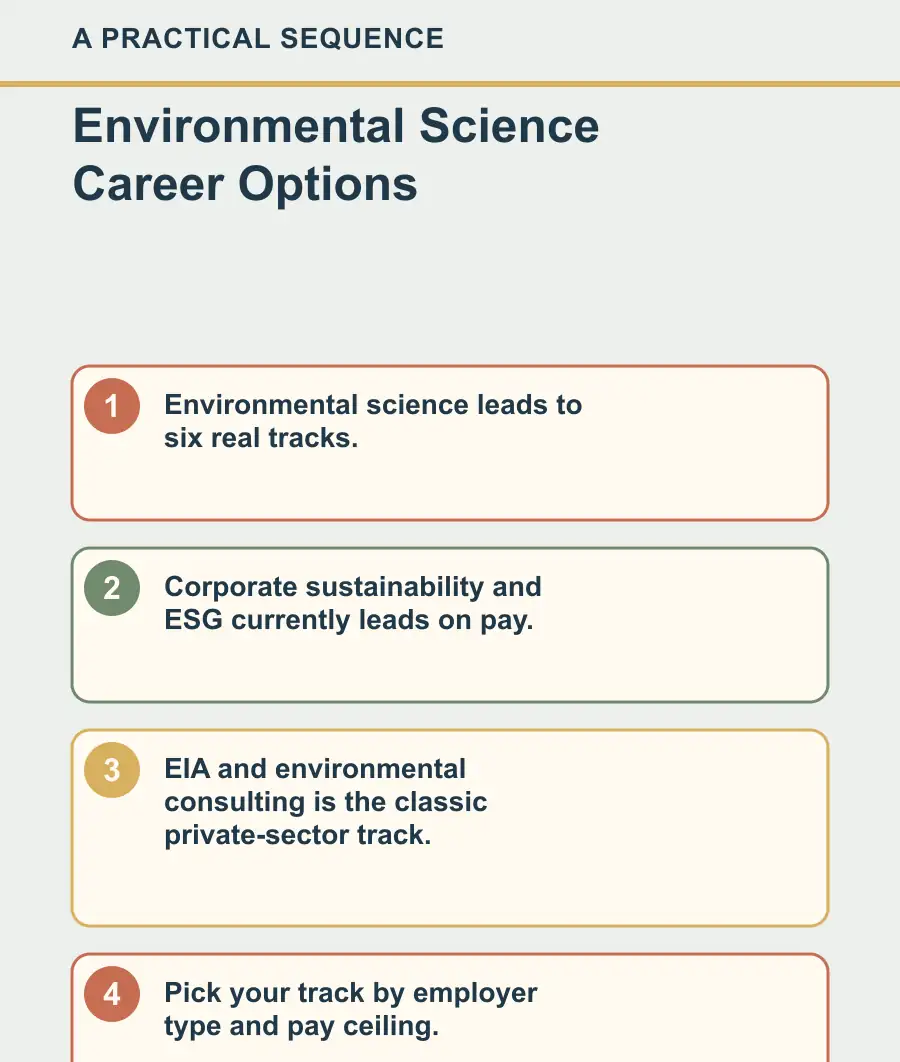 A PRACTICAL SEQUENCE
Environmental Science
Career Options
1
Environmental science leads to
six real tracks.
2
Corporate sustainability and
ESG currently leads on pay.
3
EIA and environmental
consulting is the classic
private-sector track.
4
Pick your track by employer
type and pay ceiling.